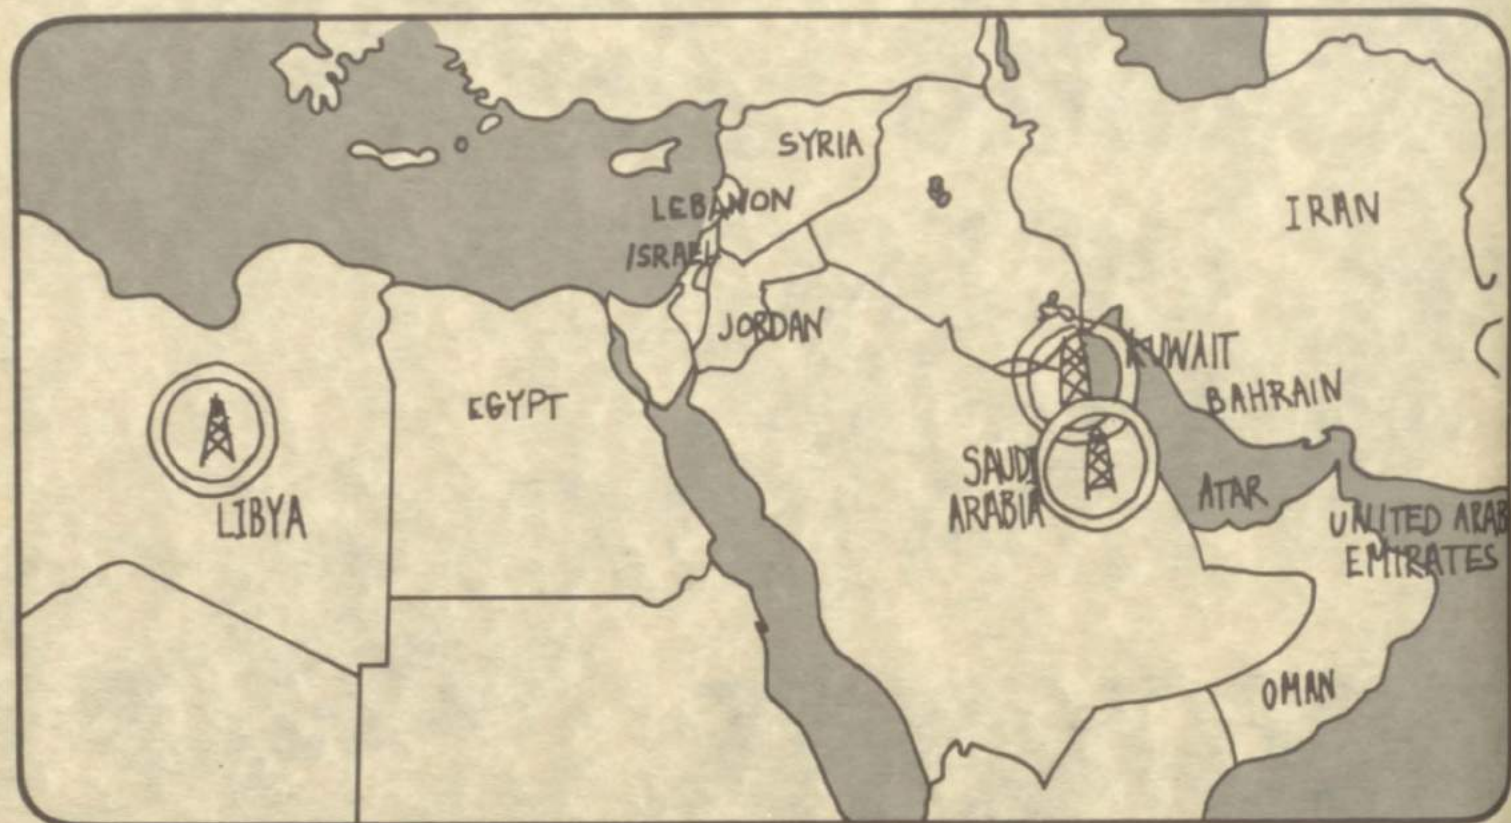 SYRIA
LEBANON
IRAN
ISRAEL
JORDAN
KUWAIT
EGYPT
BAHRAIN
SAUDI
ARABIA
ATAR
LIBYA
UNITED ARAB
EMIRATES
OMAN